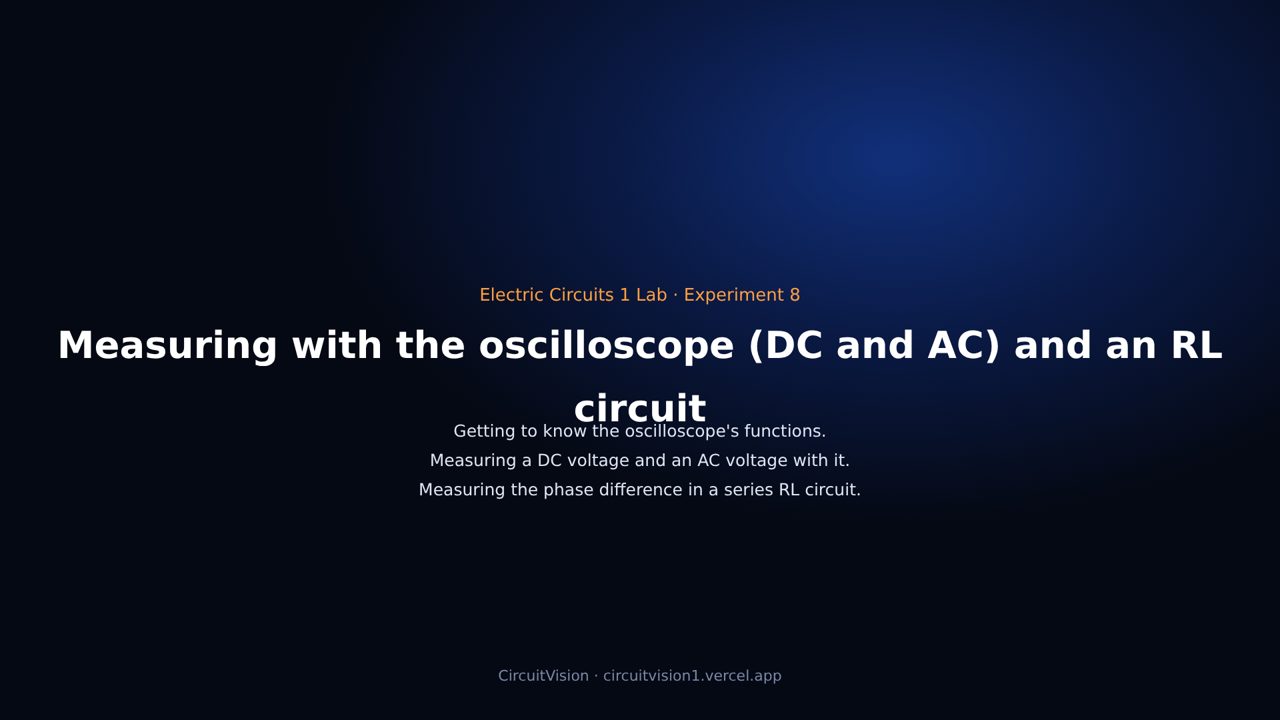 Electric Circuits 1 Lab · Experiment 8
Measuring with the oscilloscope (DC and AC) and an RL
circuit
Getting to know the oscilloscope's functions.
Measuring a DC voltage and an AC voltage with it.
Measuring the phase difference in a series RL circuit.
CircuitVision · circuitvision1.vercel.app